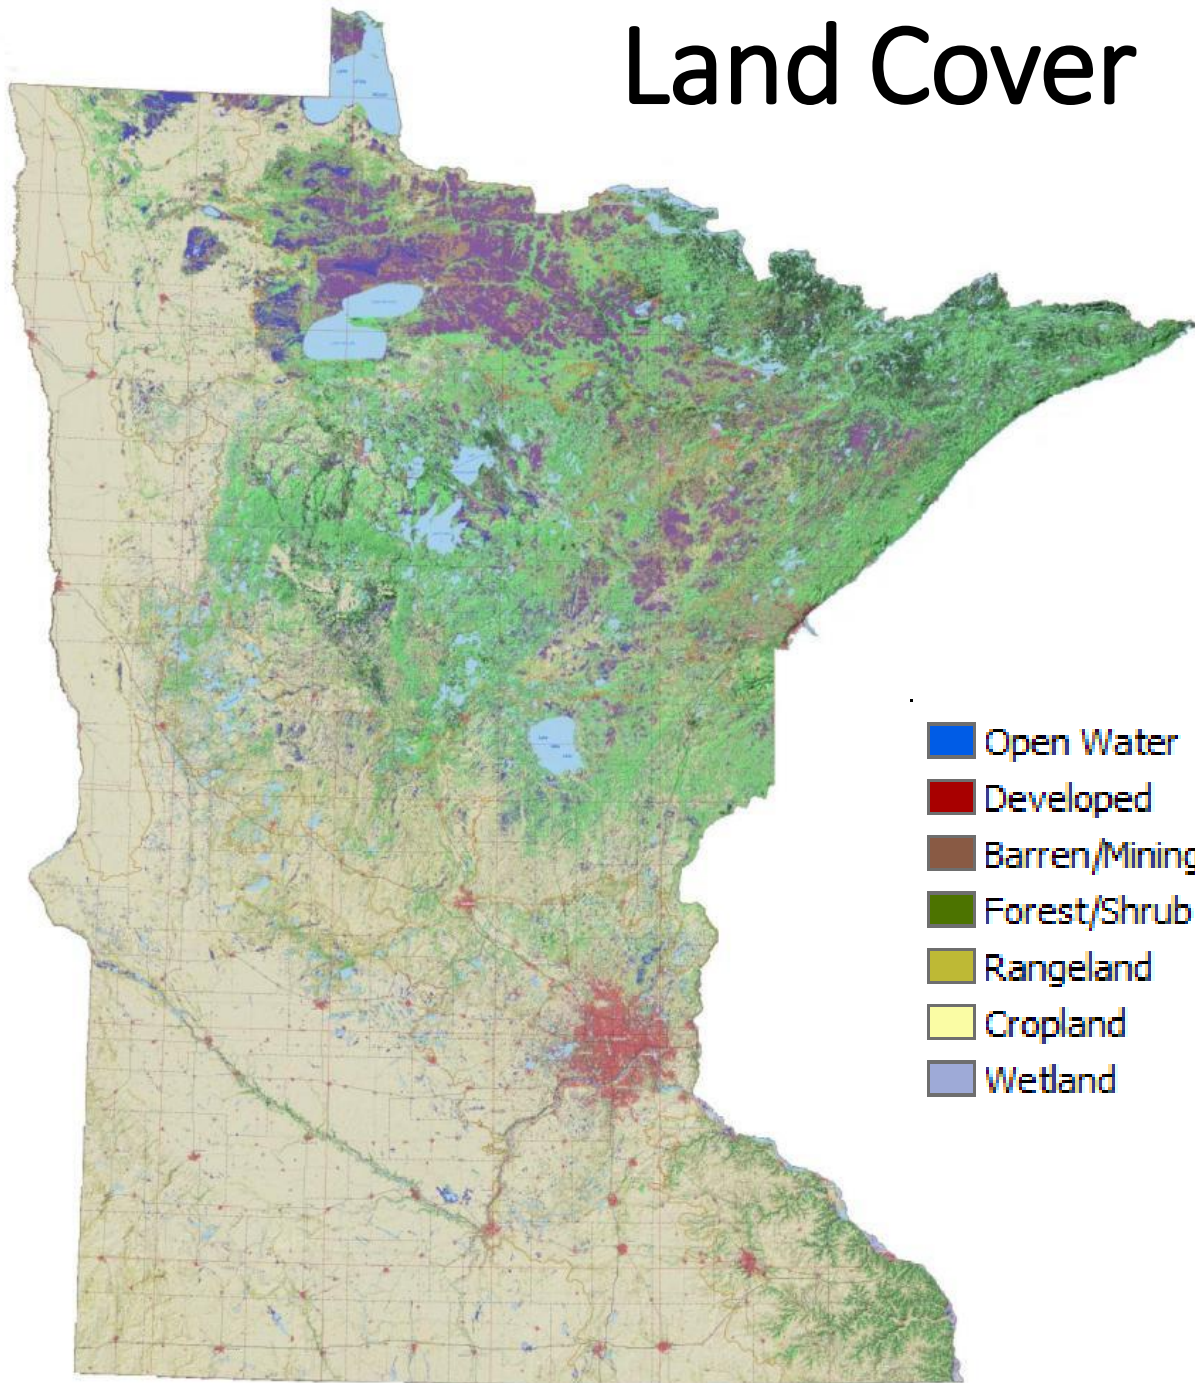 Land Cover
Open Water
Developed
Barren/Mining
Forest/Shrub
Rangeland
Cropland
Wetland